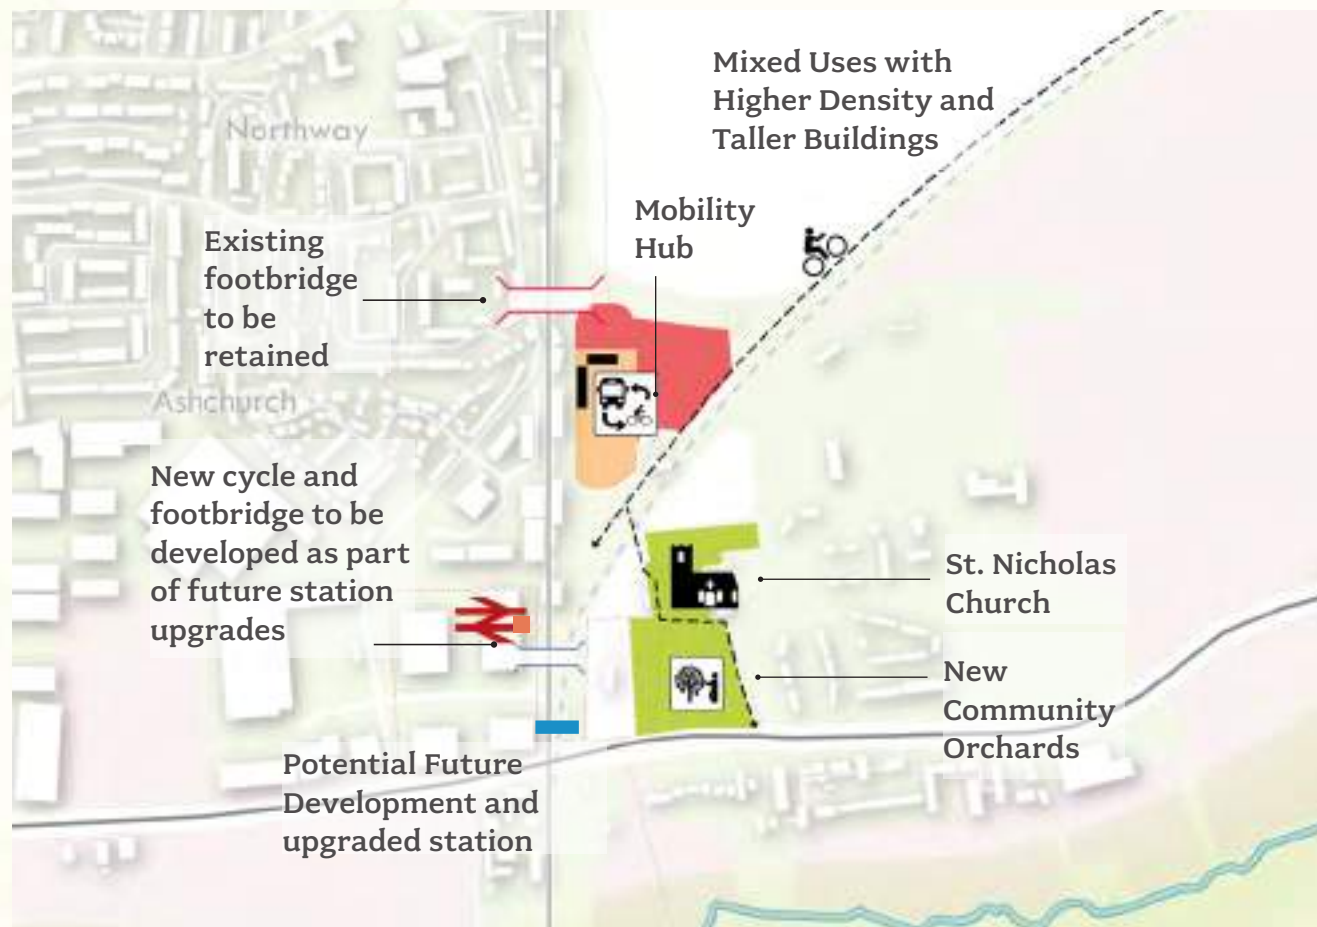 Mixed Uses with
Higher Density and
Taller Buildings
Northway
Mobility
Hub
Existing
footbridge
to be
retained
Ashchurch
New cycle and
footbridge to be
developed as part
of future station
upgrades
St. Nicholas
Church
New
Community
Orchards
Potential Future
Development and
upgraded station